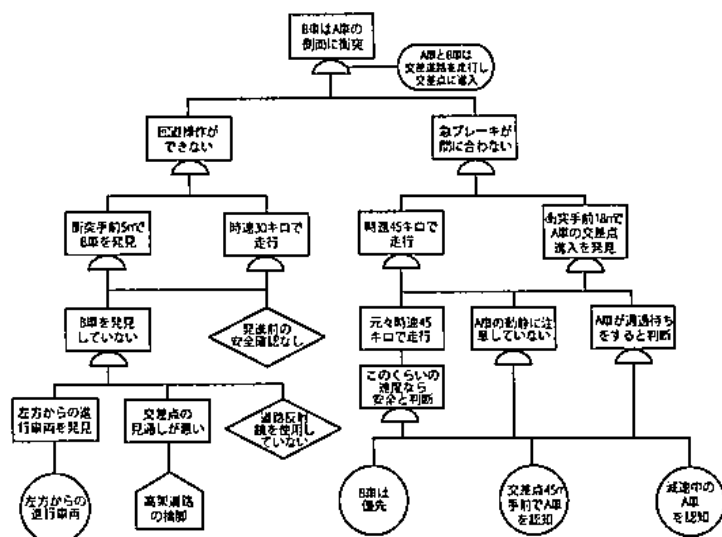 B車はA車の
側面に衝突
A車とB車は
交差道路を走行し
交差点に進入
回避操作が
できない
急ブレーキが
間に合わない
衝突手前5mで
B車を発見
時速30キロで
走行
時速45キロで
走行
衝突手前18mで
A車の交差点
進入を発見
B車を発見
していない
発進前の
安全確認なし
元々時速45
キロで走行
A車の動静に注
意していない
A車が通過待ち
をすると判断
このくらいの
速度なら
安全と判断
左方からの進
行車両を発見
交差点の
見通しが悪い
道路反射
鏡を使用し
ていない
左方からの
進行車両
高架道路
の橋脚
B車は
優先
交差点45m
手前でA車
を認知
減速中の
A車
を認知